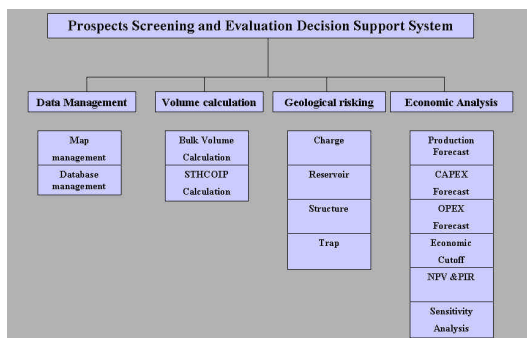 Prospects Screening and Evaluation Decision Support System
Data Management
Volume calculation
Geological risking
Economic Analysis
Map
management
Database
management
Bulk Volume
Calculation
STHCOIP
Calculation
Charge
Reservoir
Structure
Trap
Production
Forecast
CAPEX
Forecast
OPEX
Forecast
Economic
Cutoff
NPV &PIR
Sensitivity
Analysis